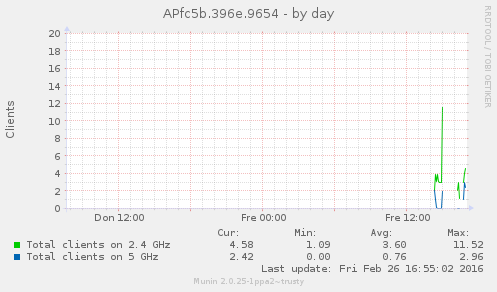 APfc5b.396e.9654 - by day
RRDTOOL / TOBI OETIKER
Clients
20
18
16
14
12
10
8
6
4
2
0
Don 12:00 Fre 00:00 Fre 12:00
Cur: Min: Avg: Max:
Total clients on 2.4 GHz 4.58 1.09 3.60 11.52
Total clients on 5 GHz 2.42 0.00 0.76 2.96
Last update: Fri Feb 26 16:55:02 2016
Munin 2.0.25-1ppa2~trusty